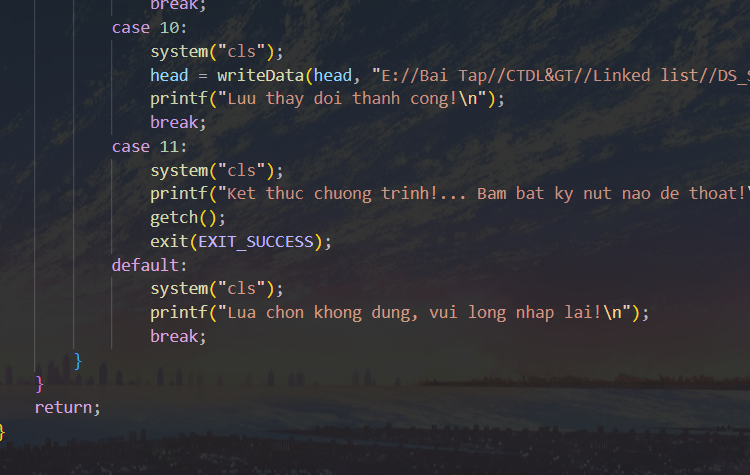 break;
case 10:
system("cls");
head = writeData(head, "E://Bai Tap//CTDL&GT//Linked list//DS_
printf("Luu thay doi thanh cong!\n");
break;
case 11:
system("cls");
printf("Ket thuc chuong trinh!... Bam bat ky nut nao de thoat!\
getch();
exit(EXIT_SUCCESS);
default:
system("cls");
printf("Lua chon khong dung, vui long nhap lai!\n");
break;
}
}
return;
}